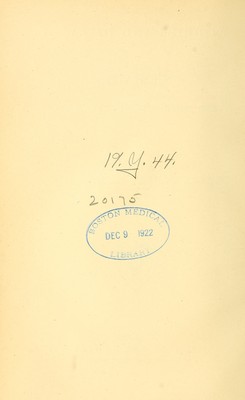 19.Y.44.
20175
BOSTON MEDICAL
DEC 9 1922
LIBRARY